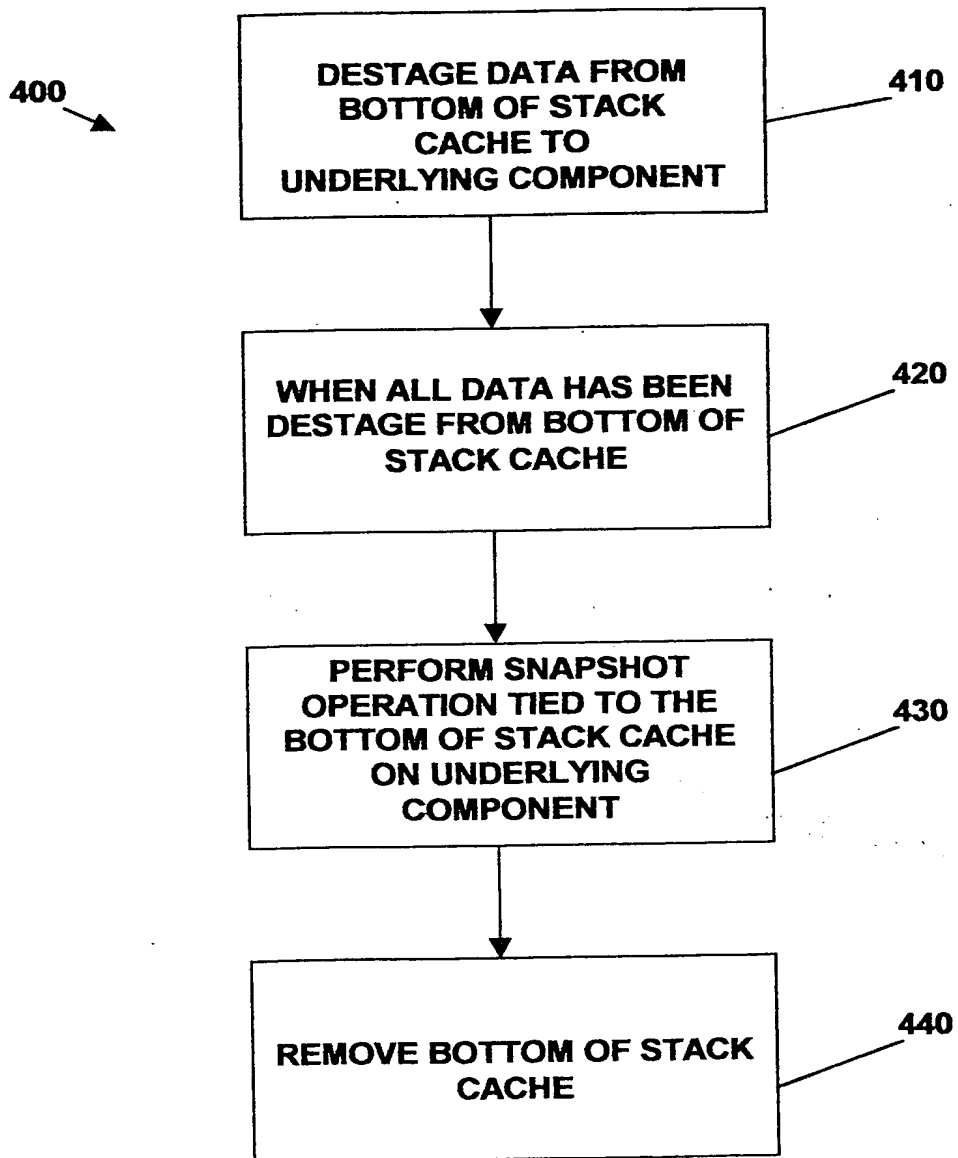 400
DESTAGE DATA FROM
BOTTOM OF STACK
CACHE TO
UNDERLYING COMPONENT
410
WHEN ALL DATA HAS BEEN
DESTAGE FROM BOTTOM OF
STACK CACHE
420
PERFORM SNAPSHOT
OPERATION TIED TO THE
BOTTOM OF STACK CACHE
ON UNDERLYING
COMPONENT
430
REMOVE BOTTOM OF STACK
CACHE
440